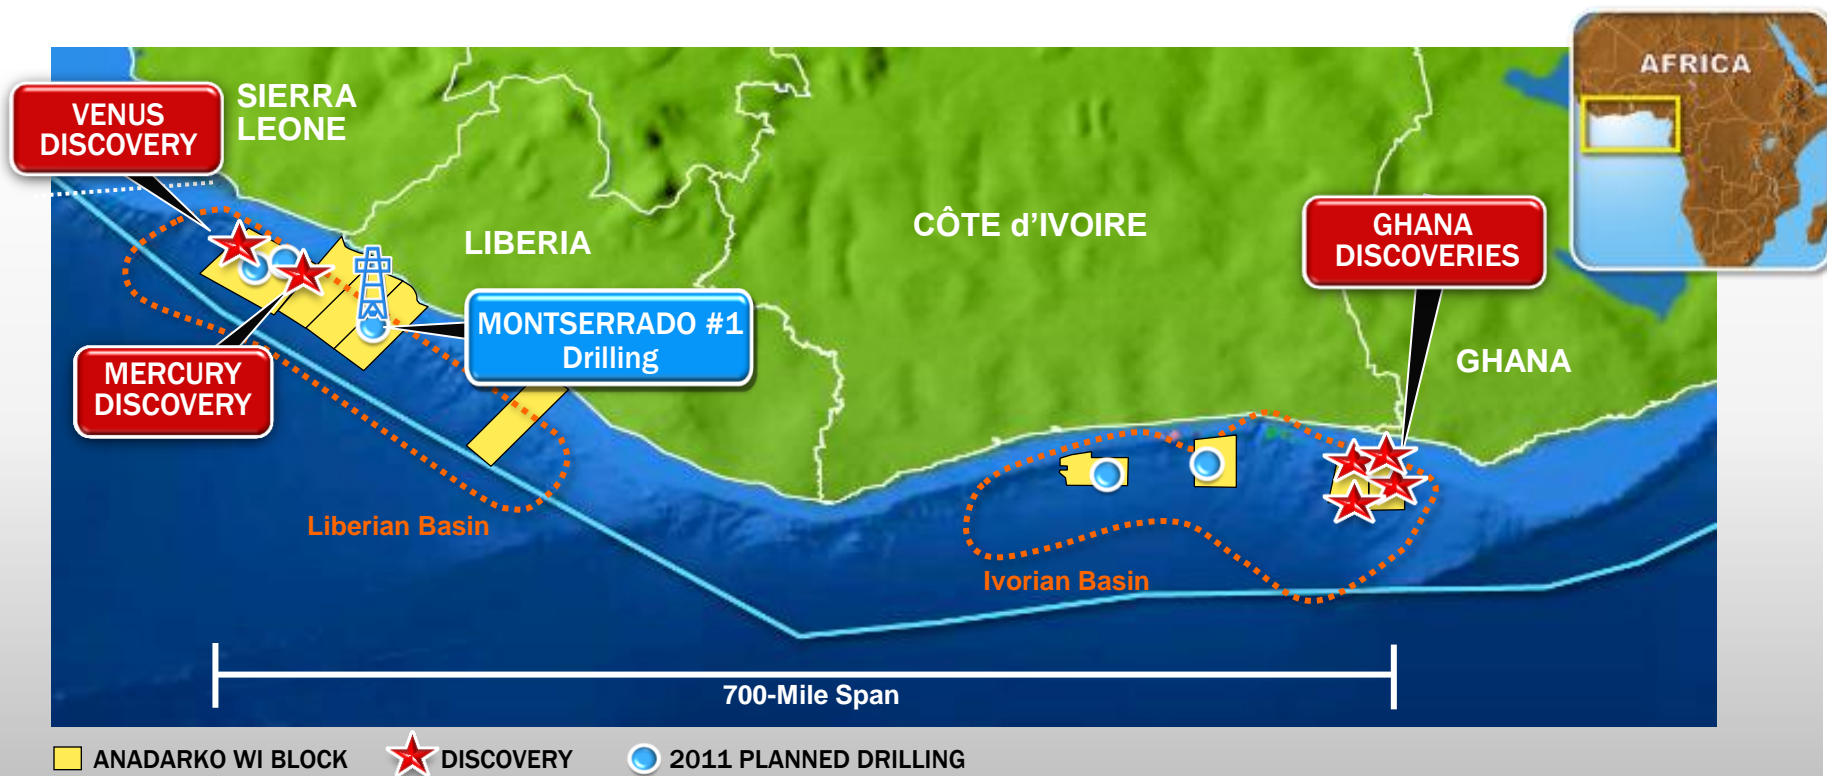 AFRICA
SIERRA
LEONE
VENUS
DISCOVERY
LIBERIA
CÔTE d’IVOIRE
GHANA
DISCOVERIES
MONTSERRADO #1
Drilling
MERCURY
DISCOVERY
GHANA
Liberian Basin
Ivorian Basin
700-Mile Span
ANADARKO WI BLOCK
DISCOVERY
2011 PLANNED DRILLING